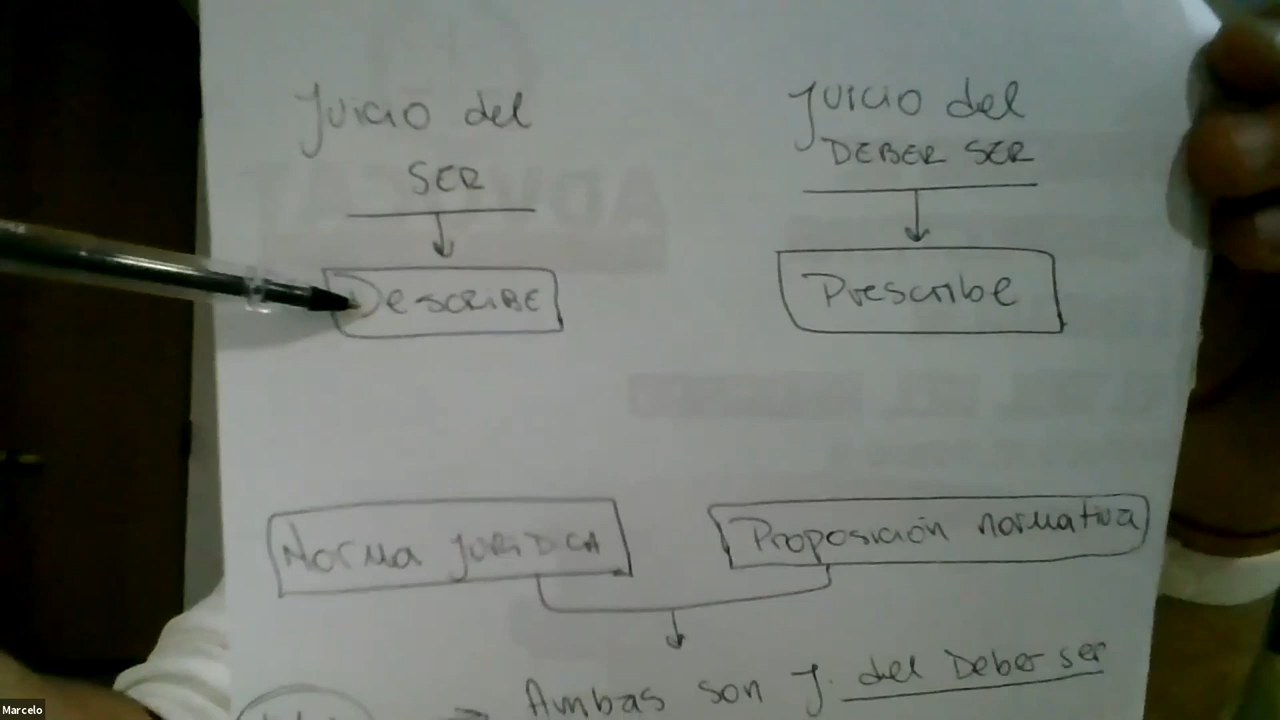 Juicio del
SER
Describe
Juicio del
DEBER SER
Prescribe
Norma Jurídica
Proposición normativa
Ambas son J. del Deber ser
Marcelo